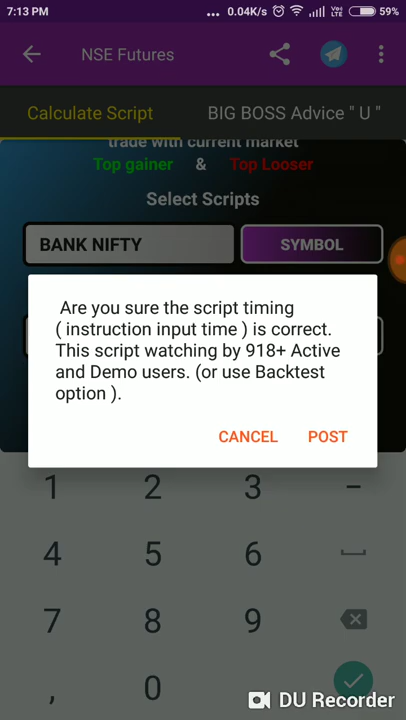 7:13 PM
... 0.04K/s VoLTE 59%
NSE Futures
Calculate Script
BIG BOSS Advice " U "
trade with current market
Top gainer & Top Looser
Select Scripts
BANK NIFTY
SYMBOL
Are you sure the script timing
( instruction input time ) is correct.
This script watching by 918+ Active
and Demo users. (or use Backtest
option ).
CANCEL
POST
1 2 3 –
4 5 6
7 8 9
, 0
DU Recorder